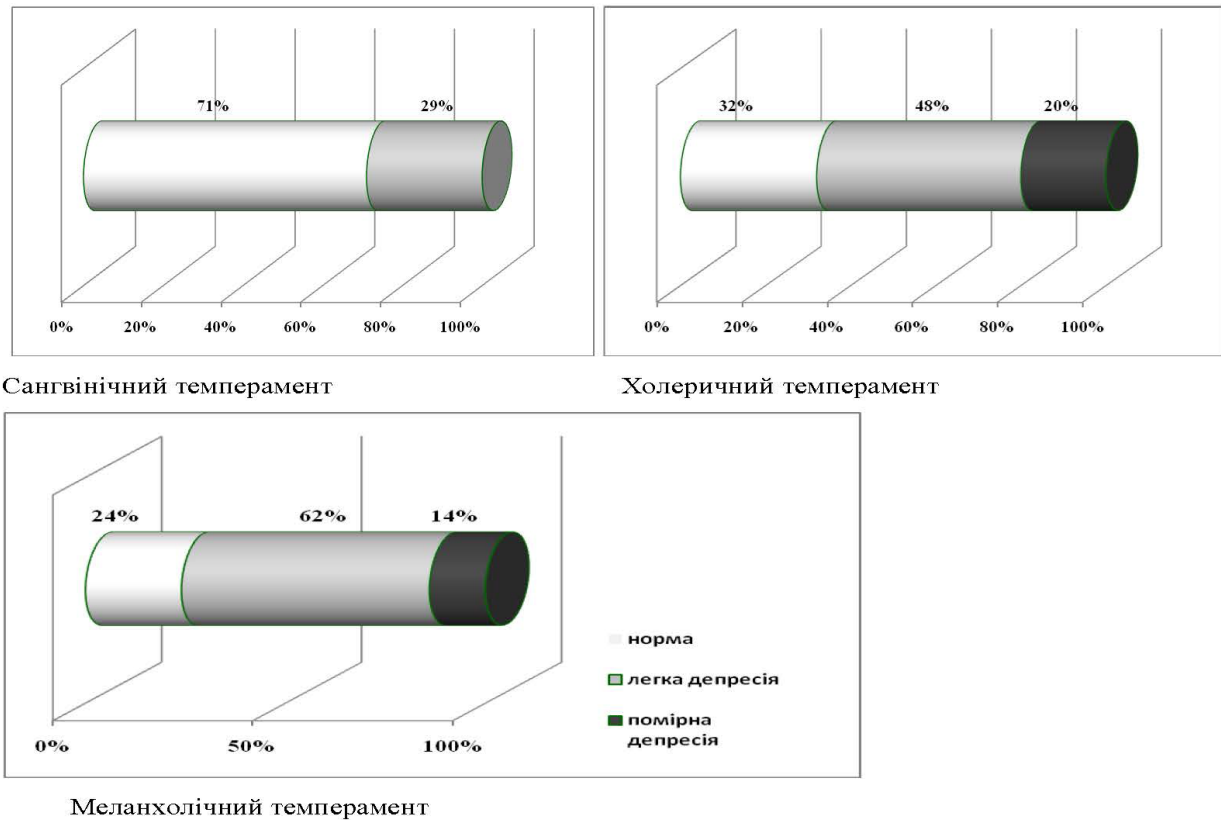 71% 29%
0% 20% 40% 60% 80% 100%
Сангвінічний темперамент
32% 48% 20%
0% 20% 40% 60% 80% 100%
Холеричний темперамент
24% 62% 14%
0% 50% 100%
норма
легка депресія
помірна
депресія
Меланхолічний темперамент